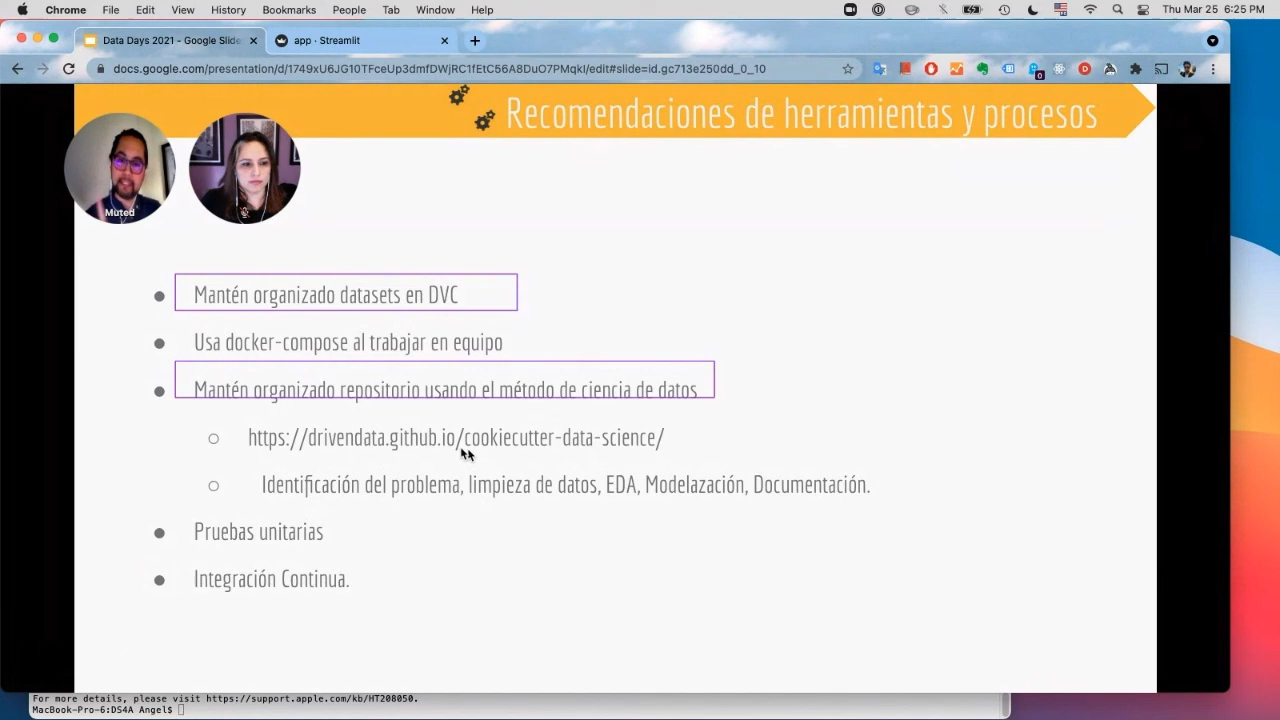 Chrome File Edit View History Bookmarks People Tab Window Help Thu Mar 25 6:25 PM
Data Days 2021 - Google Slide
app · Streamlit
docs.google.com/presentation/d/1749xU6JG10TFceUp3dmfDWjRC1fEtC56A8DuO7PMqkI/edit#slide=id.gc713e250dd_0_10
0
Recomendaciones de herramientas y procesos
Muted
● Mantén organizado datasets en DVC
● Usa docker-compose al trabajar en equipo
● Mantén organizado repositorio usando el método de ciencia de datos
○ https://drivendata.github.io/cookiecutter-data-science/
○ Identificación del problema, limpieza de datos, EDA, Modelazación, Documentación.
● Pruebas unitarias
● Integración Continua.
For more details, please visit https://support.apple.com/kb/HT208050.
MacBook-Pro-6:DS4A Angel$